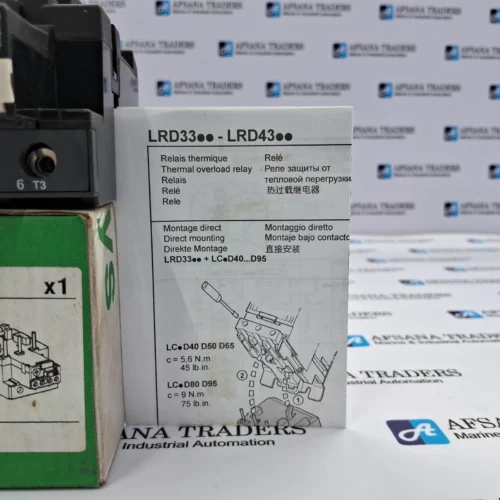 LRD33●● - LRD43●●
Relais thermique
Thermal overload relay
Relais
Relé
Rele
Relé
Реле защиты от
тепловой перегрузки
热过载继电器
Montage direct
Direct mounting
Direkte Montage
LRD33●● + LC●D40...D95
Montaggio diretto
Montaje bajo contacto
直接安装
LC●D40 D50 D65
c = 5,6 N.m
45 lb.in.
LC●D80 D95
c = 9 N.m
75 lb.in.
2
1
6 T3
x1
AFSANA TRADERS
Marine & Industrial Automation
AFSANA TRADERS
AFSANA TRADERS
Industrial Automation